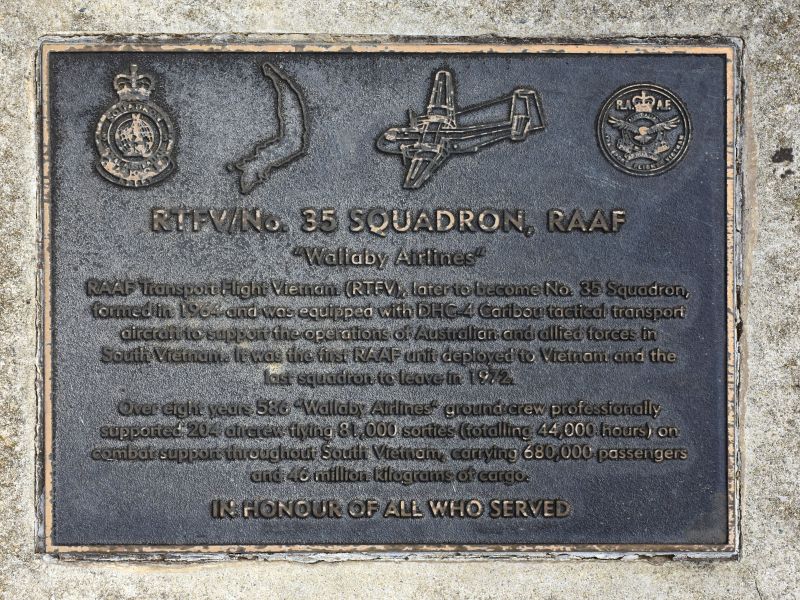 R.A.A.F.
RTFV/No. 35 SQUADRON, RAAF
"Wallaby Airlines"
RAAF Transport Flight Vietnam (RTFV), later to become No. 35 Squadron,
formed in 1964 and was equipped with DHC-4 Caribou tactical transport
aircraft to support the operations of Australian and allied forces in
South Vietnam. It was the first RAAF unit deployed to Vietnam and the
last squadron to leave in 1972.
Over eight years 586 "Wallaby Airlines" ground crew professionally
supported 204 aircrew flying 81,000 sorties (totalling 44,000 hours) on
combat support throughout South Vietnam, carrying 680,000 passengers
and 46 million kilograms of cargo.
IN HONOUR OF ALL WHO SERVED